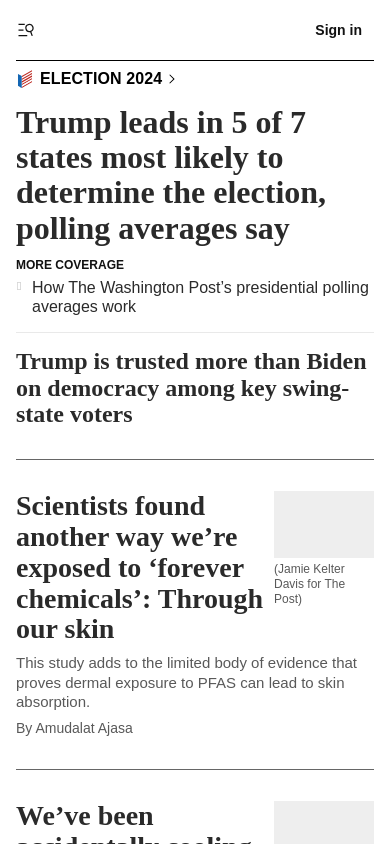 Sign in
ELECTION 2024
Trump leads in 5 of 7
states most likely to
determine the election,
polling averages say
MORE COVERAGE
How The Washington Post’s presidential polling
averages work
Trump is trusted more than Biden
on democracy among key swing-
state voters
Scientists found
another way we’re
exposed to ‘forever
chemicals’: Through
our skin
(Jamie Kelter
Davis for The
Post)
This study adds to the limited body of evidence that
proves dermal exposure to PFAS can lead to skin
absorption.
By Amudalat Ajasa
We’ve been
accidentally cooling